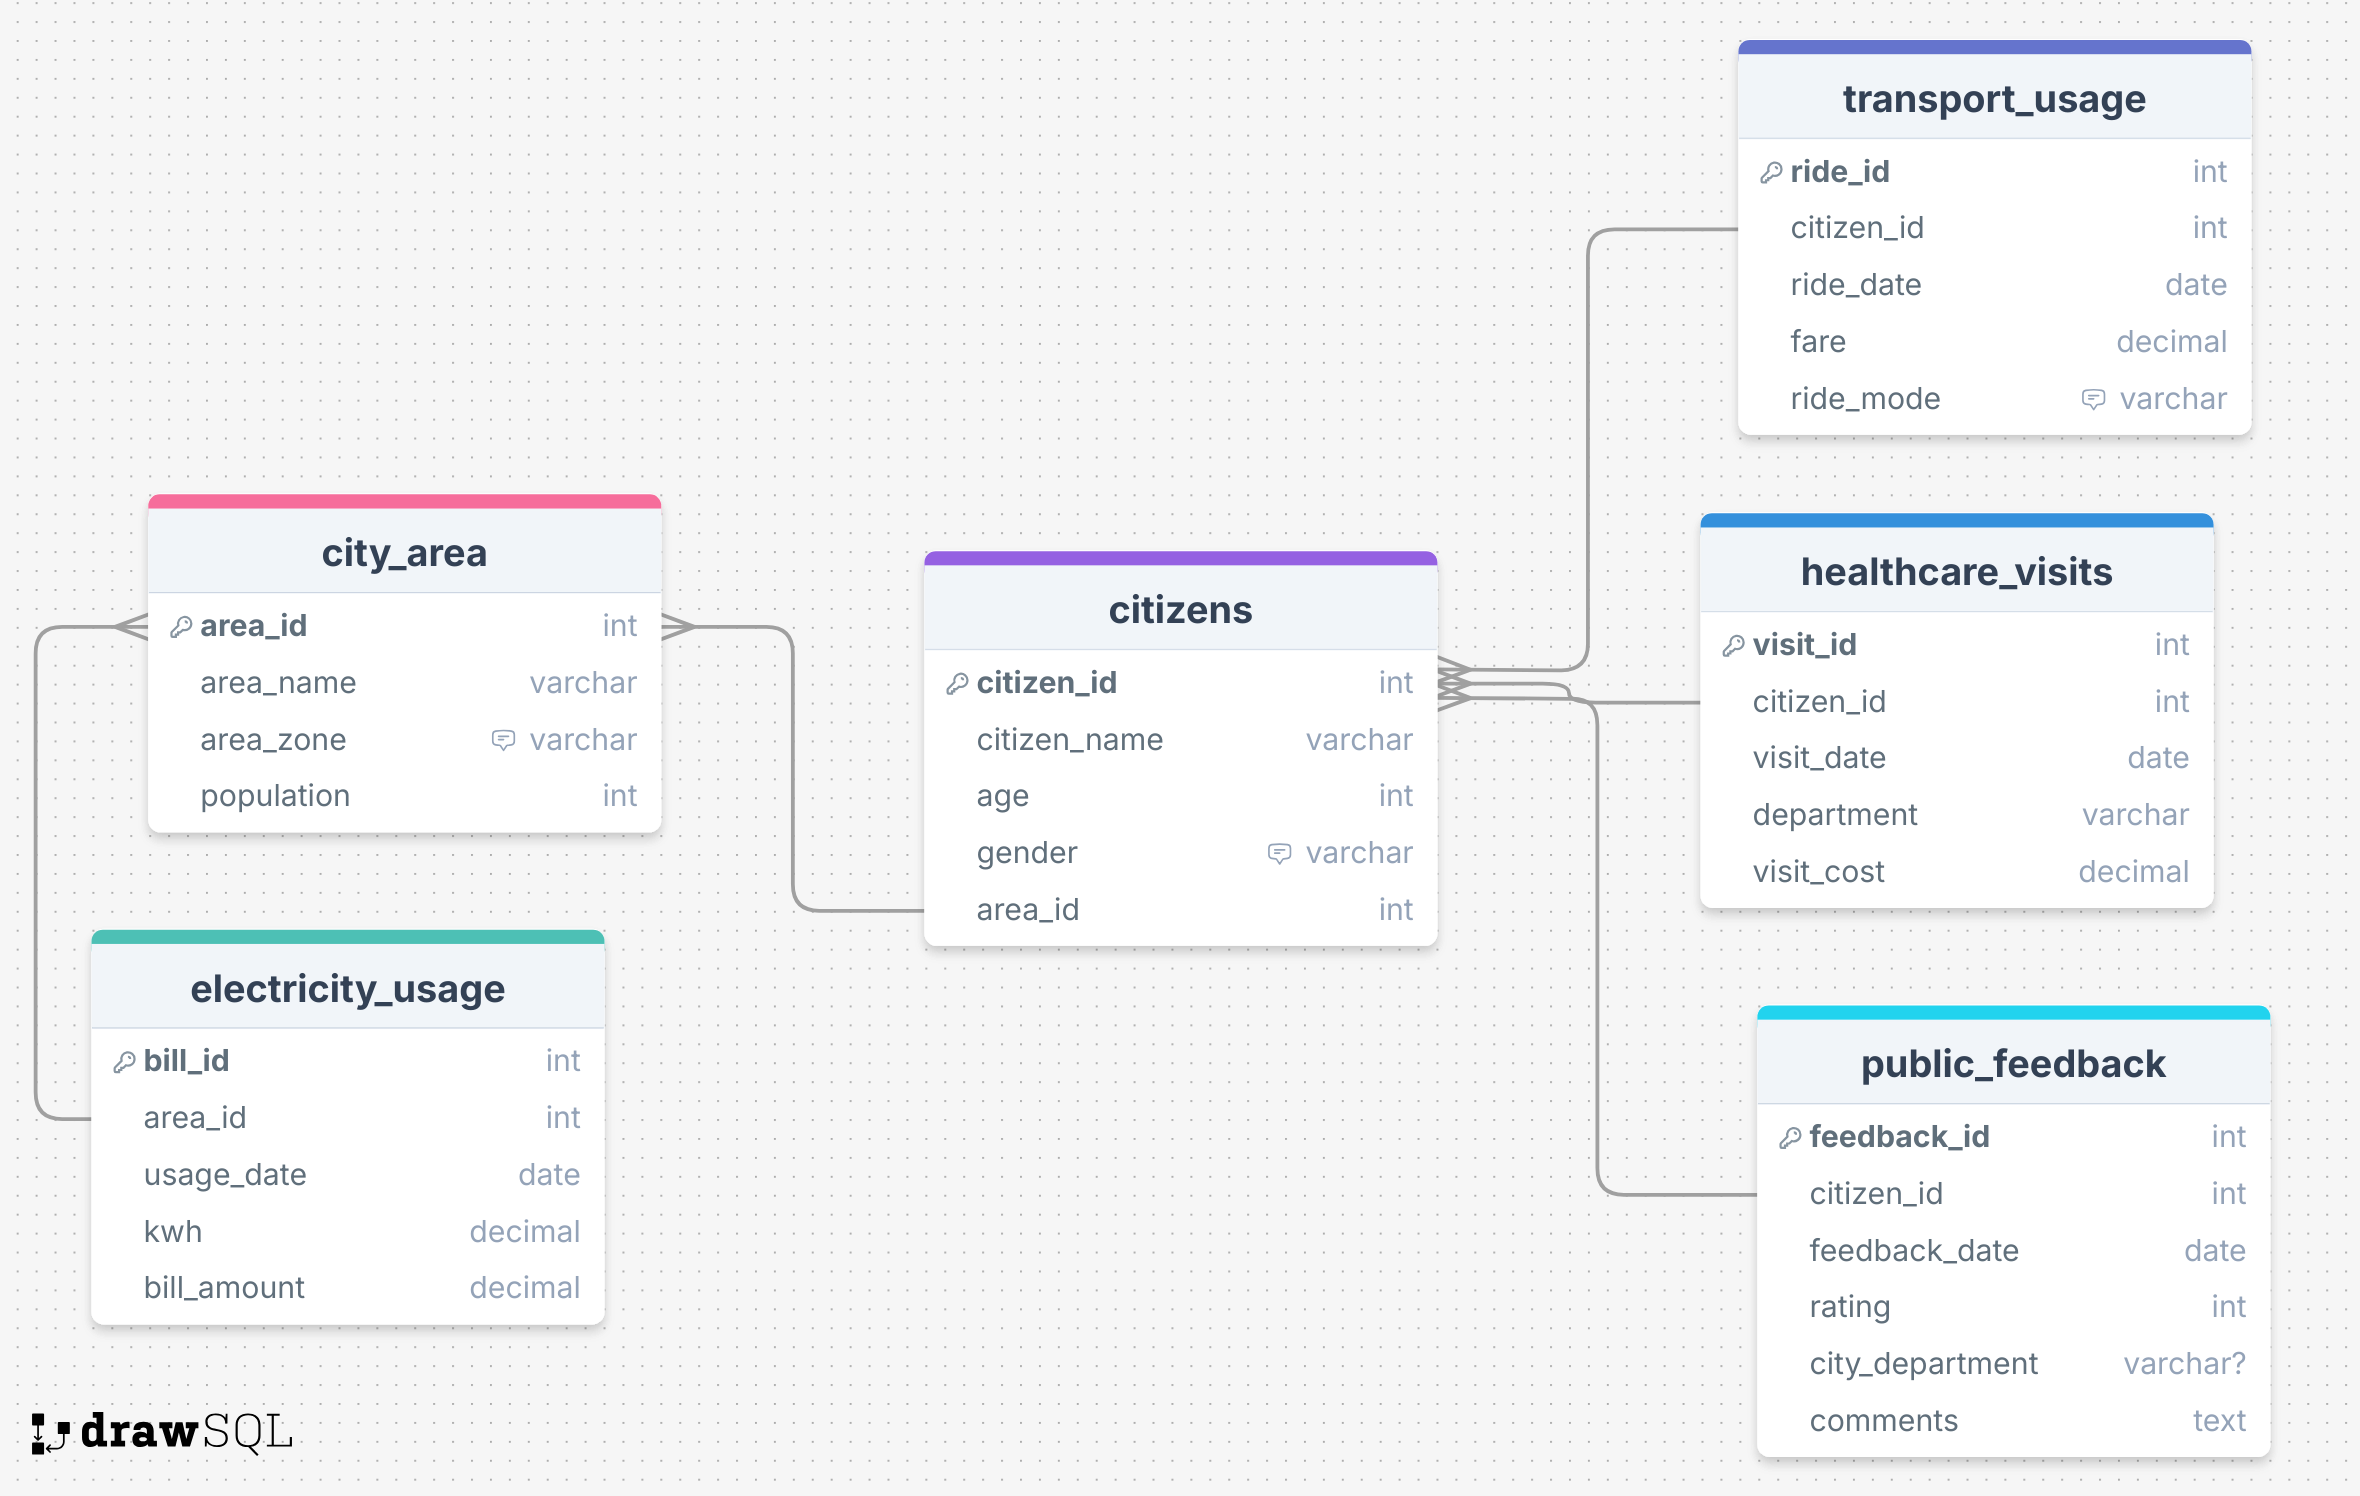 transport_usage
ride_id int
citizen_id int
ride_date date
fare decimal
ride_mode varchar
city_area
area_id int
area_name varchar
area_zone varchar
population int
citizens
citizen_id int
citizen_name varchar
age int
gender varchar
area_id int
healthcare_visits
visit_id int
citizen_id int
visit_date date
department varchar
visit_cost decimal
electricity_usage
bill_id int
area_id int
usage_date date
kwh decimal
bill_amount decimal
public_feedback
feedback_id int
citizen_id int
feedback_date date
rating int
city_department varchar?
comments text
drawSQL